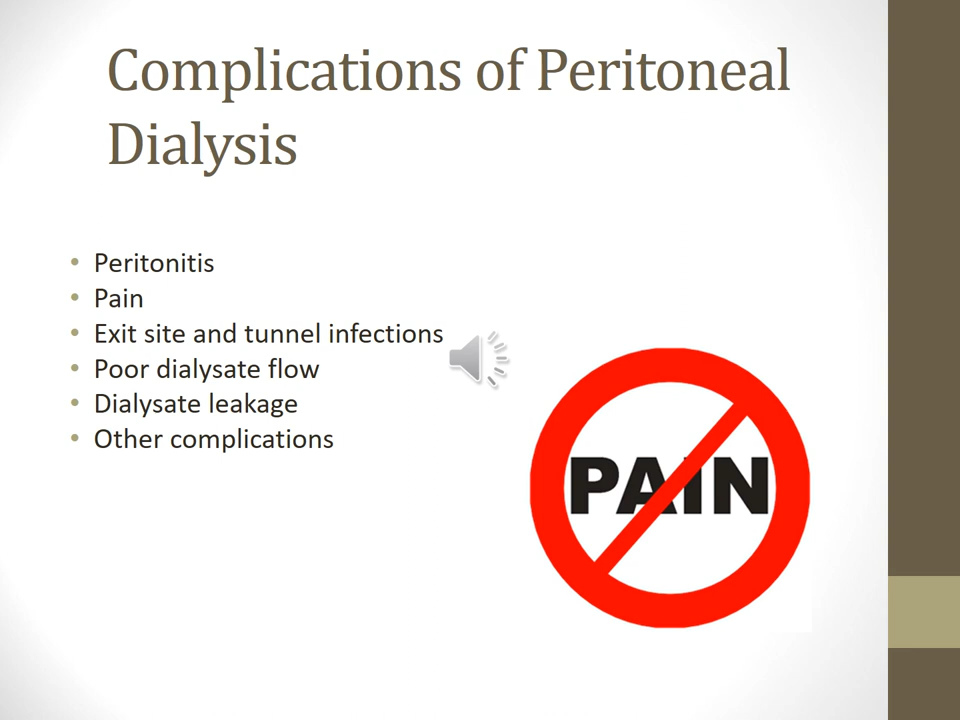 Complications of Peritoneal
Dialysis
• Peritonitis
• Pain
• Exit site and tunnel infections
• Poor dialysate flow
• Dialysate leakage
• Other complications
PAIN